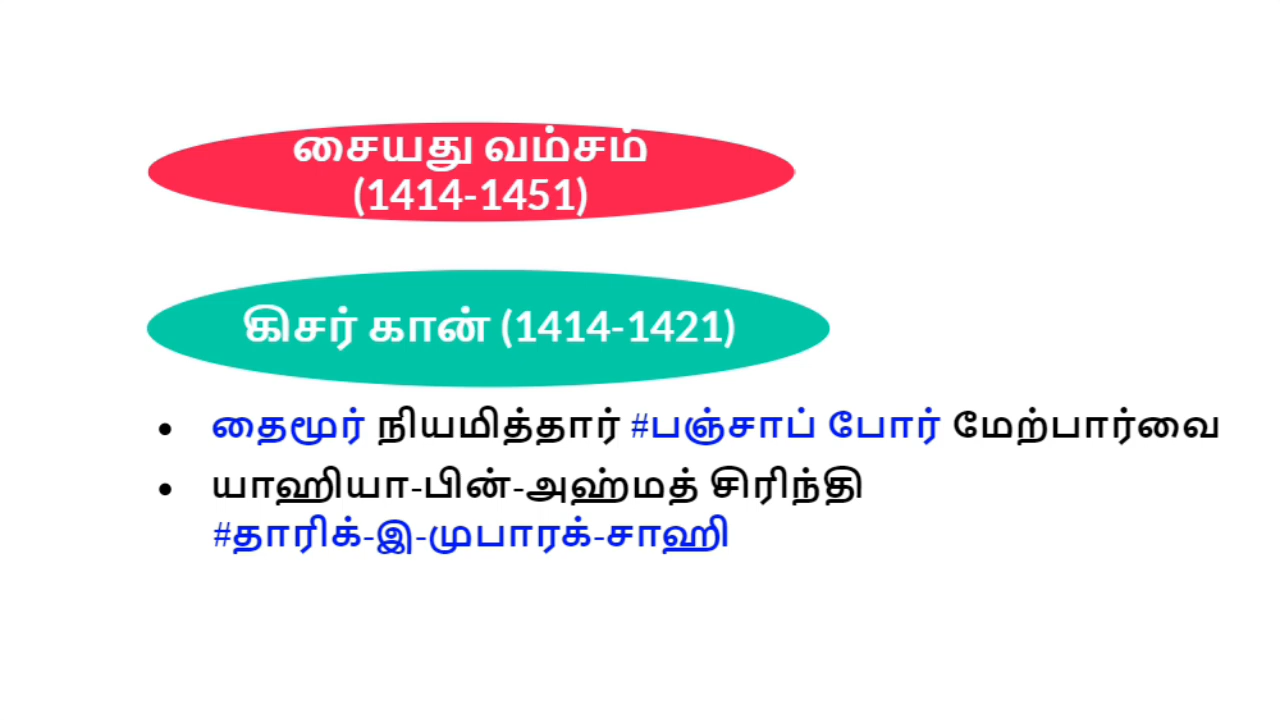 சையது வம்சம்
(1414-1451)
கிசர் கான் (1414-1421)
• தைமூர் நியமித்தார் #பஞ்சாப் போர் மேற்பார்வை
• யாஹியா-பின்-அஹ்மத் சிரிந்தி
#தாரிக்-இ-முபாரக்-சாஹி